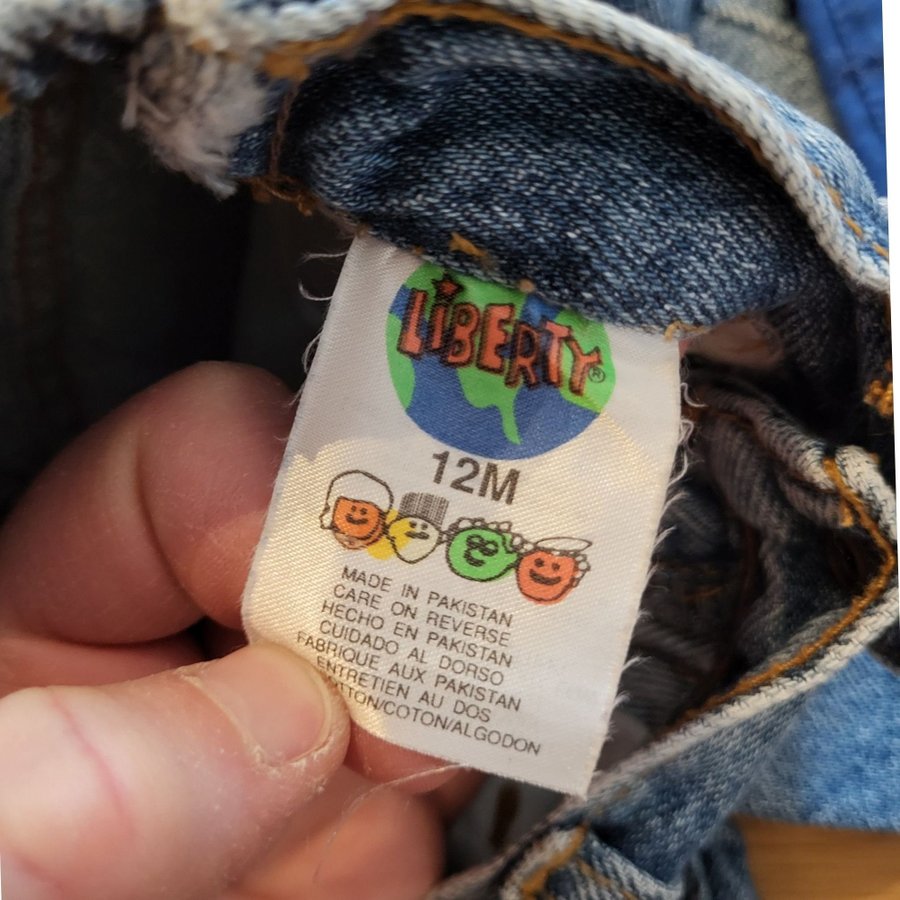 LIBERTY®
12M
MADE IN PAKISTAN
CARE ON REVERSE
HECHO EN PAKISTAN
CUIDADO AL DORSO
FABRIQUE AUX PAKISTAN
ENTRETIEN AU DOS
/COTON/ALGODON